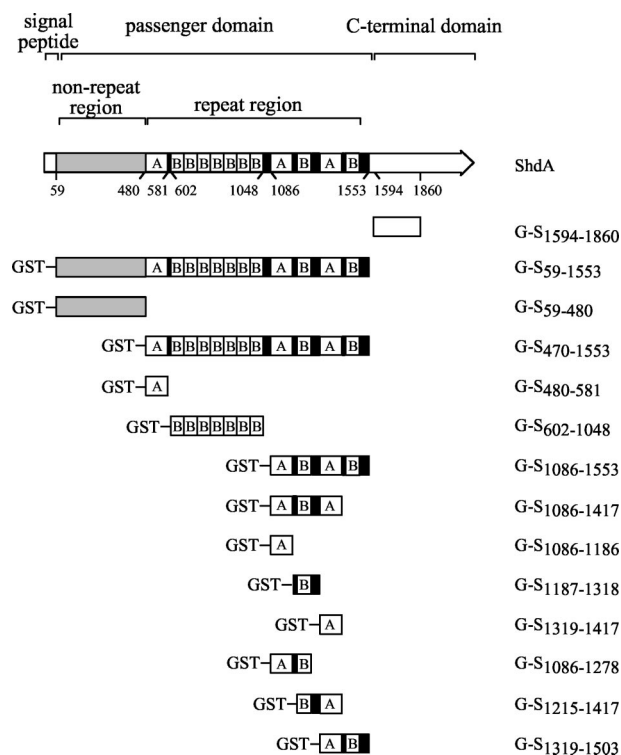 signal peptide passenger domain C-terminal domain
non-repeat region repeat region
A B B B B B B B A B A B ShdA
59 480 581 602 1048 1086 1553 1594 1860
G-S1594-1860
GST A B B B B B B B A B A B G-S59-1553
GST G-S59-480
GST A B B B B B B B A B A B G-S470-1553
GST A G-S480-581
GST B B B B B B B G-S602-1048
GST A B A B G-S1086-1553
GST A B A G-S1086-1417
GST A G-S1086-1186
GST B G-S1187-1318
GST A G-S1319-1417
GST A B G-S1086-1278
GST B A G-S1215-1417
GST A B G-S1319-1503